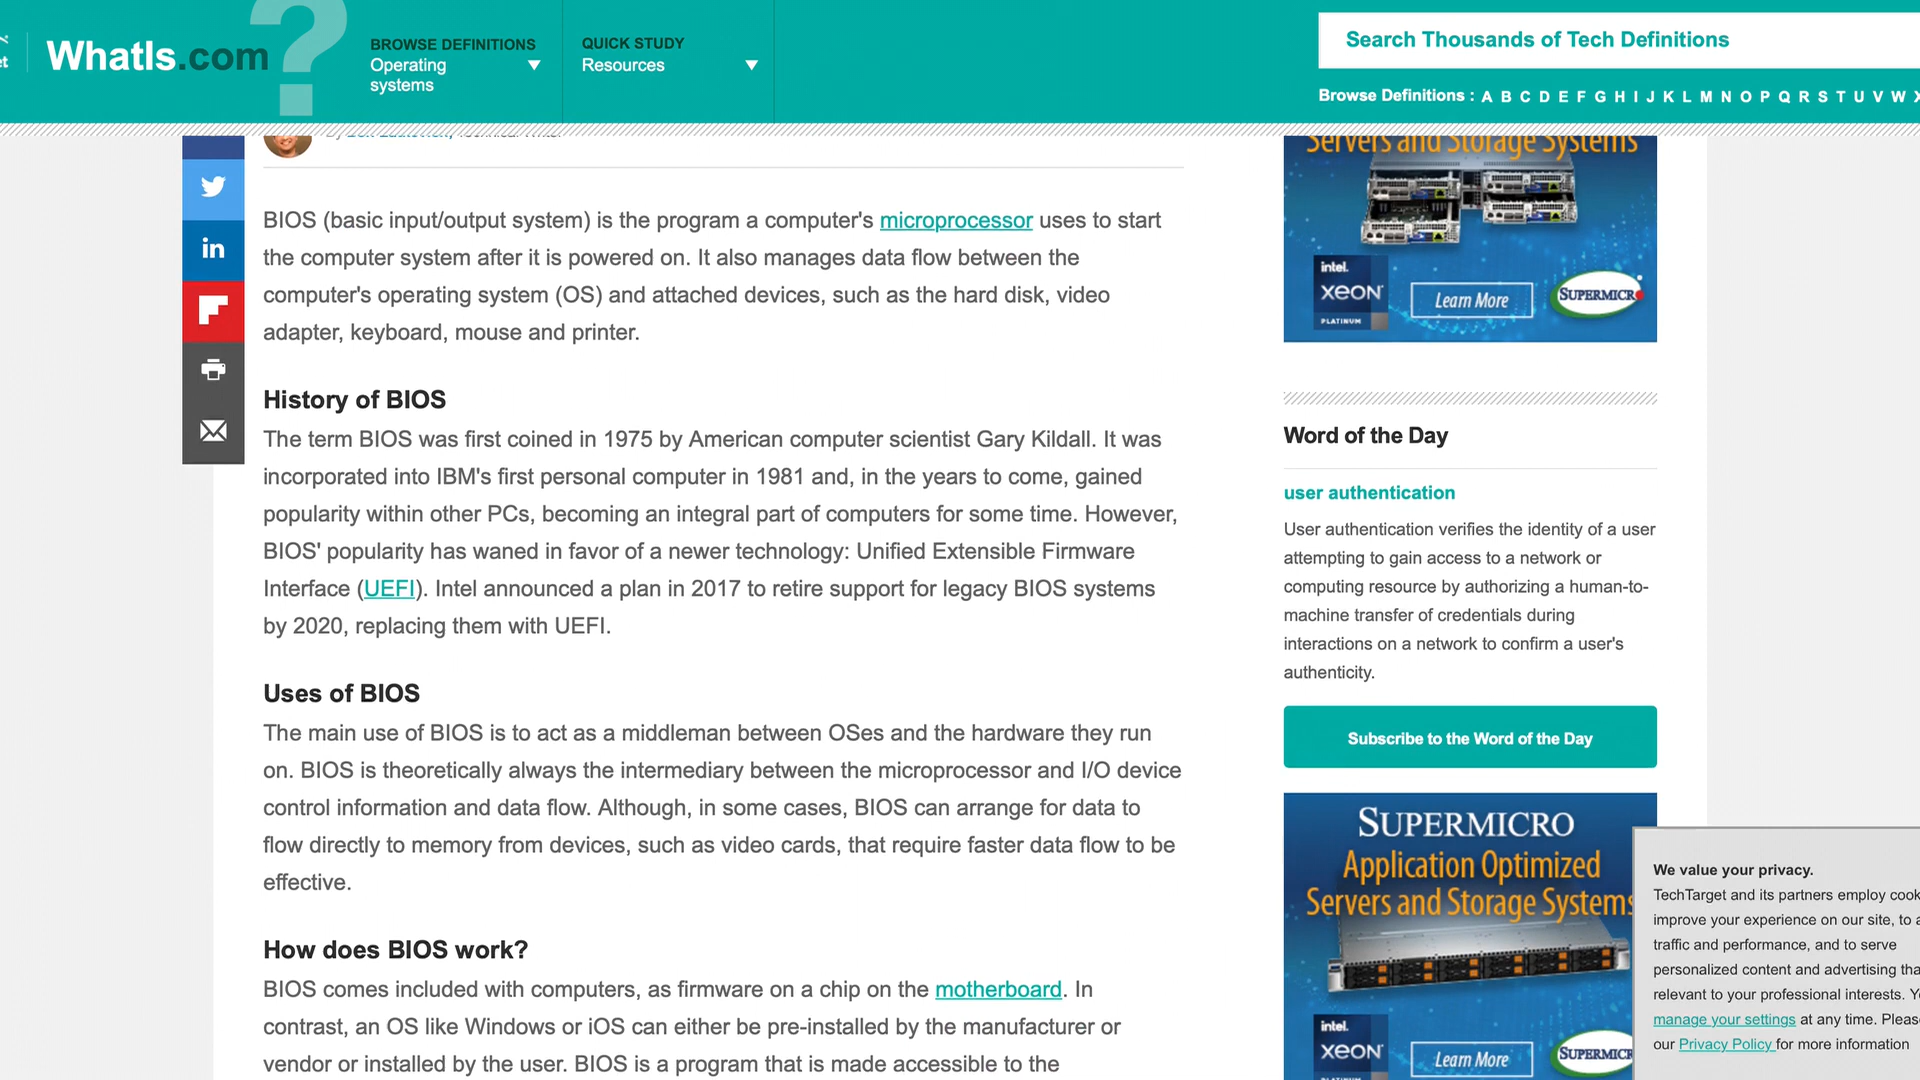 WhatIs.com
BROWSE DEFINITIONS
Operating
systems
QUICK STUDY
Resources
Search Thousands of Tech Definitions
Browse Definitions : A B C D E F G H I J K L M N O P Q R S T U V W X
BIOS (basic input/output system) is the program a computer's microprocessor uses to start
the computer system after it is powered on. It also manages data flow between the
computer's operating system (OS) and attached devices, such as the hard disk, video
adapter, keyboard, mouse and printer.
History of BIOS
The term BIOS was first coined in 1975 by American computer scientist Gary Kildall. It was
incorporated into IBM's first personal computer in 1981 and, in the years to come, gained
popularity within other PCs, becoming an integral part of computers for some time. However,
BIOS' popularity has waned in favor of a newer technology: Unified Extensible Firmware
Interface (UEFI). Intel announced a plan in 2017 to retire support for legacy BIOS systems
by 2020, replacing them with UEFI.
Uses of BIOS
The main use of BIOS is to act as a middleman between OSes and the hardware they run
on. BIOS is theoretically always the intermediary between the microprocessor and I/O device
control information and data flow. Although, in some cases, BIOS can arrange for data to
flow directly to memory from devices, such as video cards, that require faster data flow to be
effective.
How does BIOS work?
BIOS comes included with computers, as firmware on a chip on the motherboard. In
contrast, an OS like Windows or iOS can either be pre-installed by the manufacturer or
vendor or installed by the user. BIOS is a program that is made accessible to the
Servers and Storage Systems
intel.
XEON
PLATINUM
Learn More
SUPERMICRO
Word of the Day
user authentication
User authentication verifies the identity of a user
attempting to gain access to a network or
computing resource by authorizing a human-to-
machine transfer of credentials during
interactions on a network to confirm a user's
authenticity.
Subscribe to the Word of the Day
SUPERMICRO
Application Optimized
Servers and Storage Systems
intel.
XEON
PLATINUM
Learn More
SUPERMICR
We value your privacy.
TechTarget and its partners employ cook
improve your experience on our site, to a
traffic and performance, and to serve
personalized content and advertising tha
relevant to your professional interests. Y
manage your settings at any time. Pleas
our Privacy Policy for more information